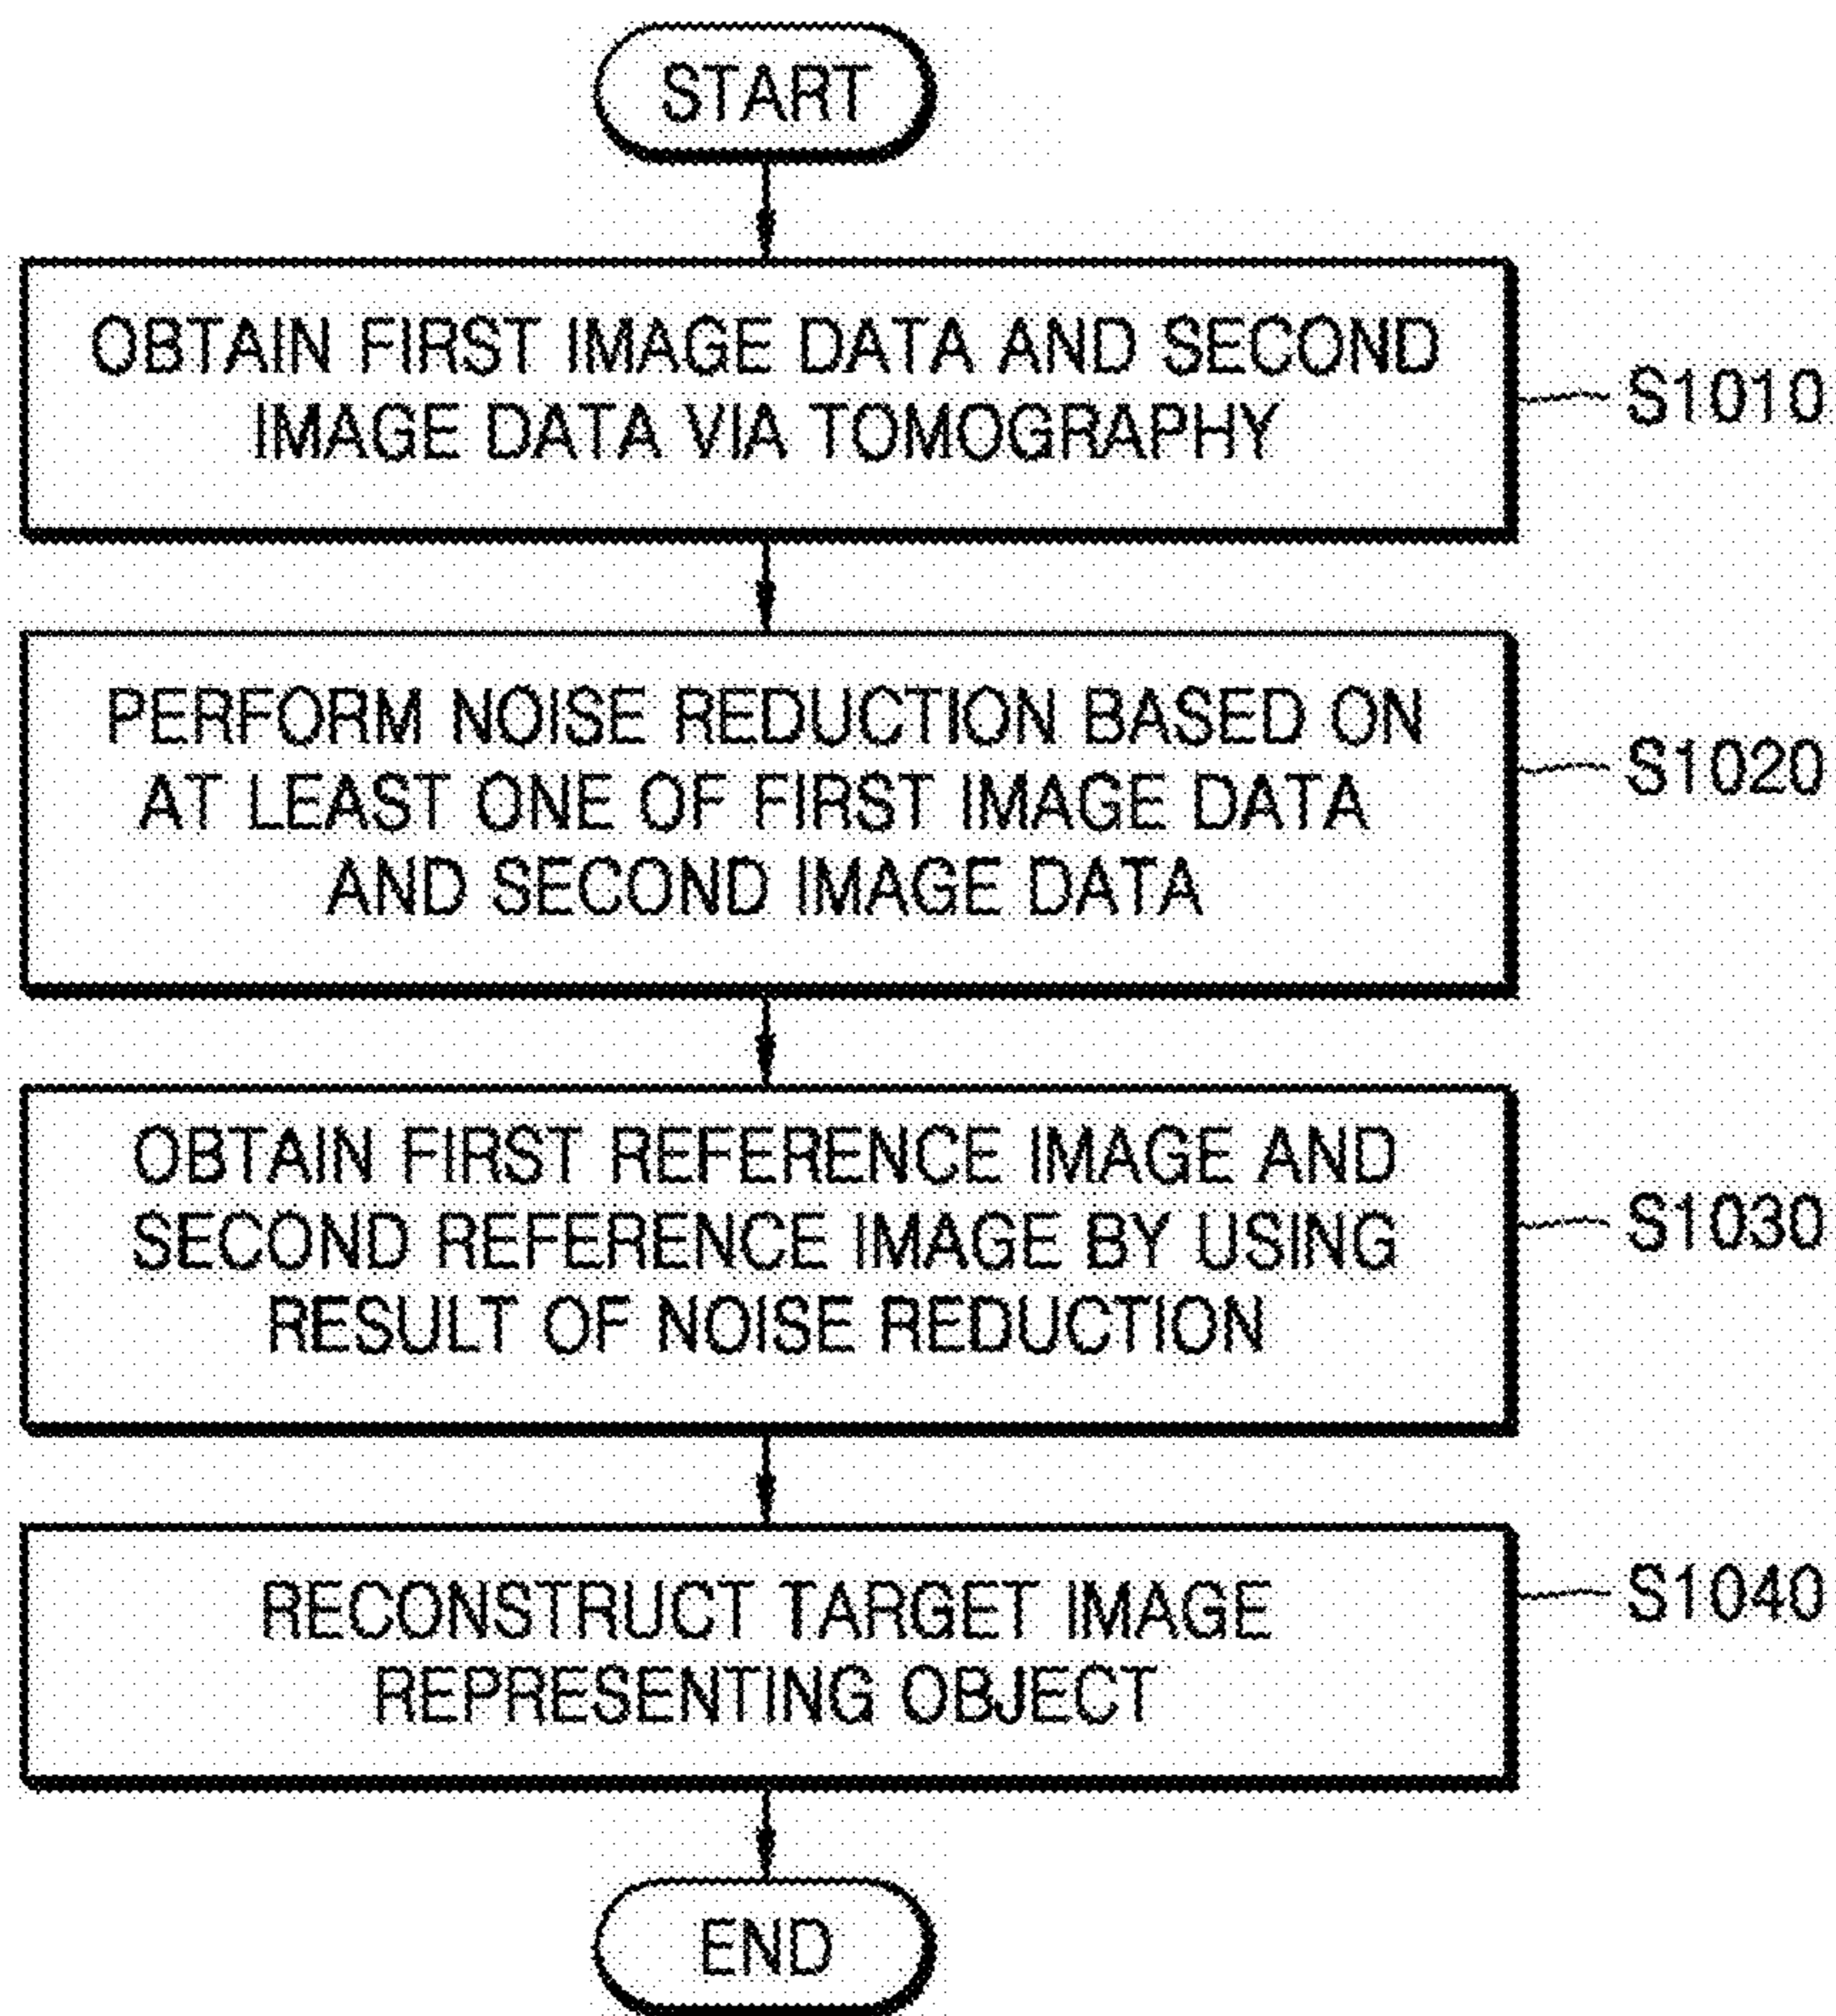 START
OBTAIN FIRST IMAGE DATA AND SECOND
IMAGE DATA VIA TOMOGRAPHY
S1010
PERFORM NOISE REDUCTION BASED ON
AT LEAST ONE OF FIRST IMAGE DATA
AND SECOND IMAGE DATA
S1020
OBTAIN FIRST REFERENCE IMAGE AND
SECOND REFERENCE IMAGE BY USING
RESULT OF NOISE REDUCTION
S1030
RECONSTRUCT TARGET IMAGE
REPRESENTING OBJECT
S1040
END